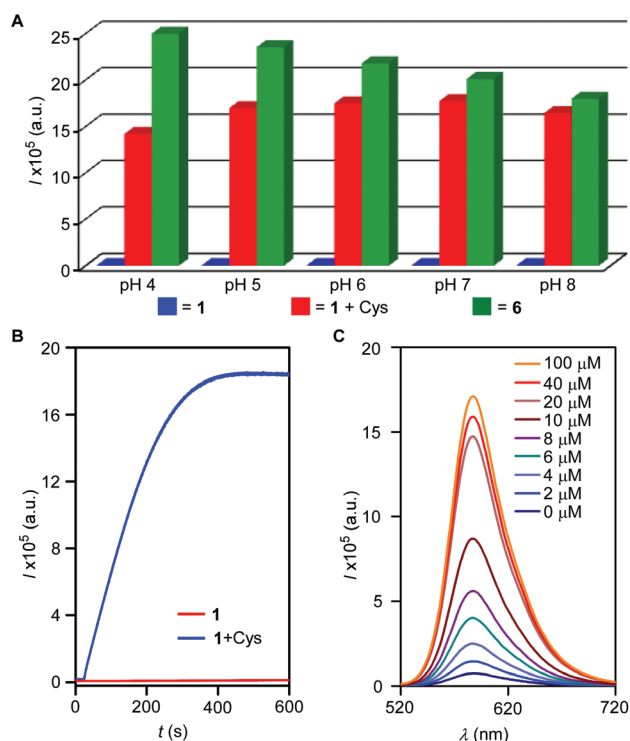 A
I x10⁵ (a.u.)
25
20
15
10
5
0
pH 4 pH 5 pH 6 pH 7 pH 8
= 1 = 1 + Cys = 6
B
I x10⁵ (a.u.)
20
18
12
6
18
0
0 200 400 600
t (s)
1
1+Cys
C
I x10⁵ (a.u.)
20
15
10
5
0
520 620 720
λ (nm)
100 μM
40 μM
20 μM
10 μM
8 μM
6 μM
4 μM
2 μM
0 μM